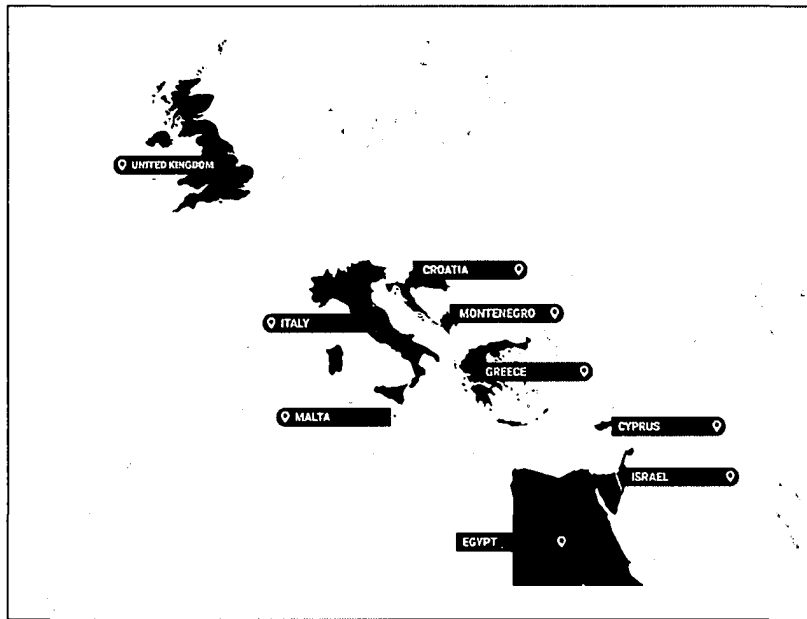 UNITED KINGDOM
CROATIA
MONTENEGRO
ITALY
GREECE
MALTA
CYPRUS
ISRAEL
EGYPT